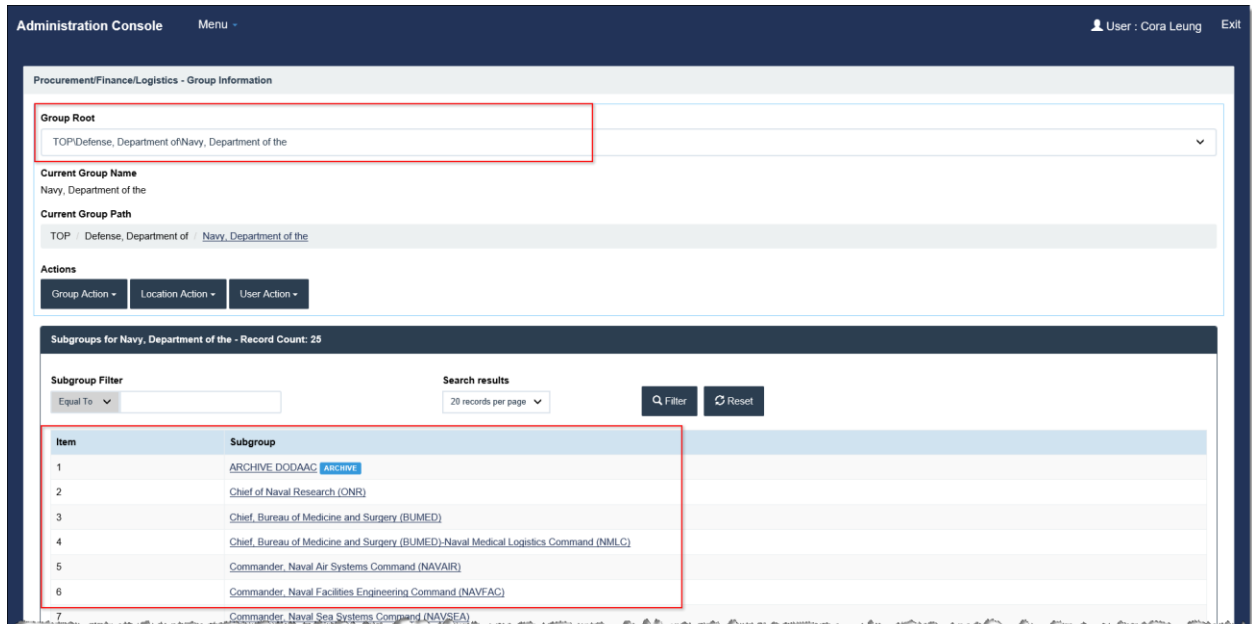 Administration Console Menu User : Cora Leung Exit
Procurement/Finance/Logistics - Group Information
Group Root
TOP\Defense, Department of\Navy, Department of the
Current Group Name
Navy, Department of the
Current Group Path
TOP / Defense, Department of / Navy, Department of the
Actions
Group Action Location Action User Action
Subgroups for Navy, Department of the - Record Count: 25
Subgroup Filter Search results
Equal To 20 records per page Filter Reset
Item Subgroup
1 ARCHIVE DODAAC ARCHIVE
2 Chief of Naval Research (ONR)
3 Chief, Bureau of Medicine and Surgery (BUMED)
4 Chief, Bureau of Medicine and Surgery (BUMED)-Naval Medical Logistics Command (NMLC)
5 Commander, Naval Air Systems Command (NAVAIR)
6 Commander, Naval Facilities Engineering Command (NAVFAC)
7 Commander, Naval Sea Systems Command (NAVSEA)